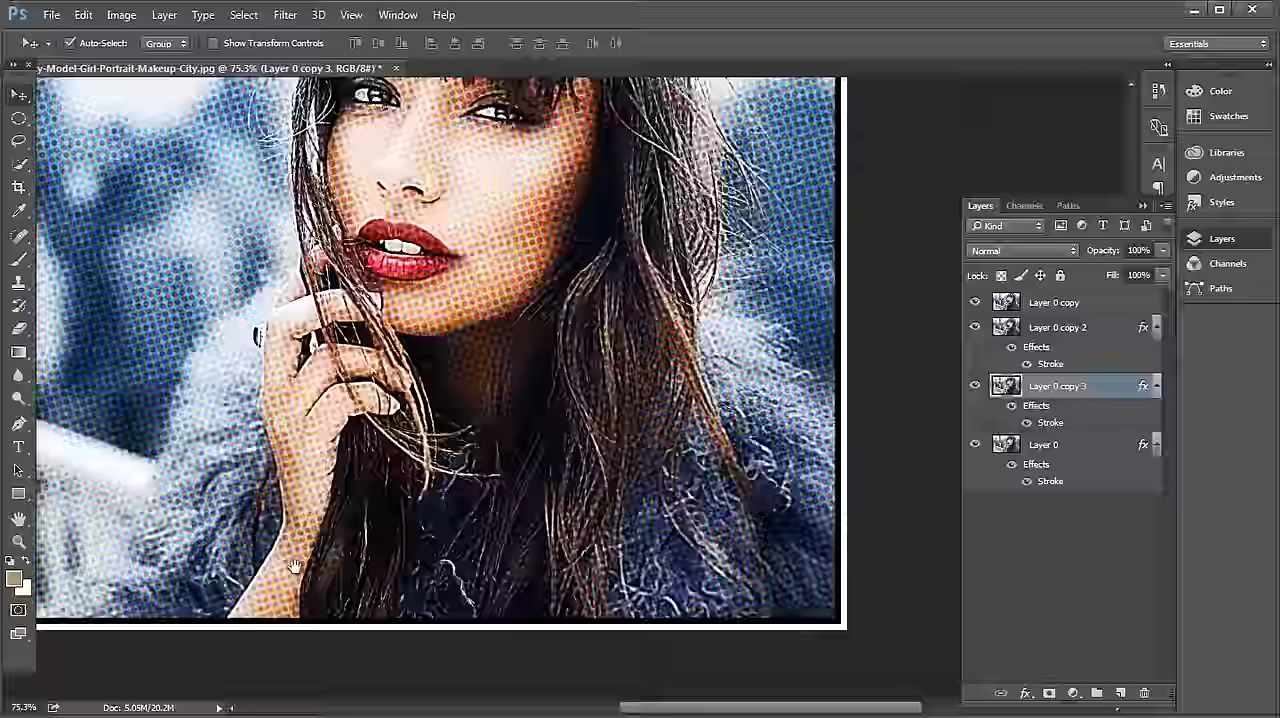 Ps File Edit Image Layer Type Select Filter 3D View Window Help
Auto-Select: Group Show Transform Controls Essentials
y-Model-Girl-Portrait-Makeup-City.jpg @ 75.3% (Layer 0 copy 3, RGB/8#) *
Color
Swatches
Libraries
Adjustments
Styles
Layers
Channels
Paths
Layers Channels Paths
Kind
Normal Opacity: 100%
Lock: Fill: 100%
Layer 0 copy
Layer 0 copy 2 fx
Effects
Stroke
Layer 0 copy 3 fx
Effects
Stroke
Layer 0 fx
Effects
Stroke
75.3% Doc: 5.05M/20.2M